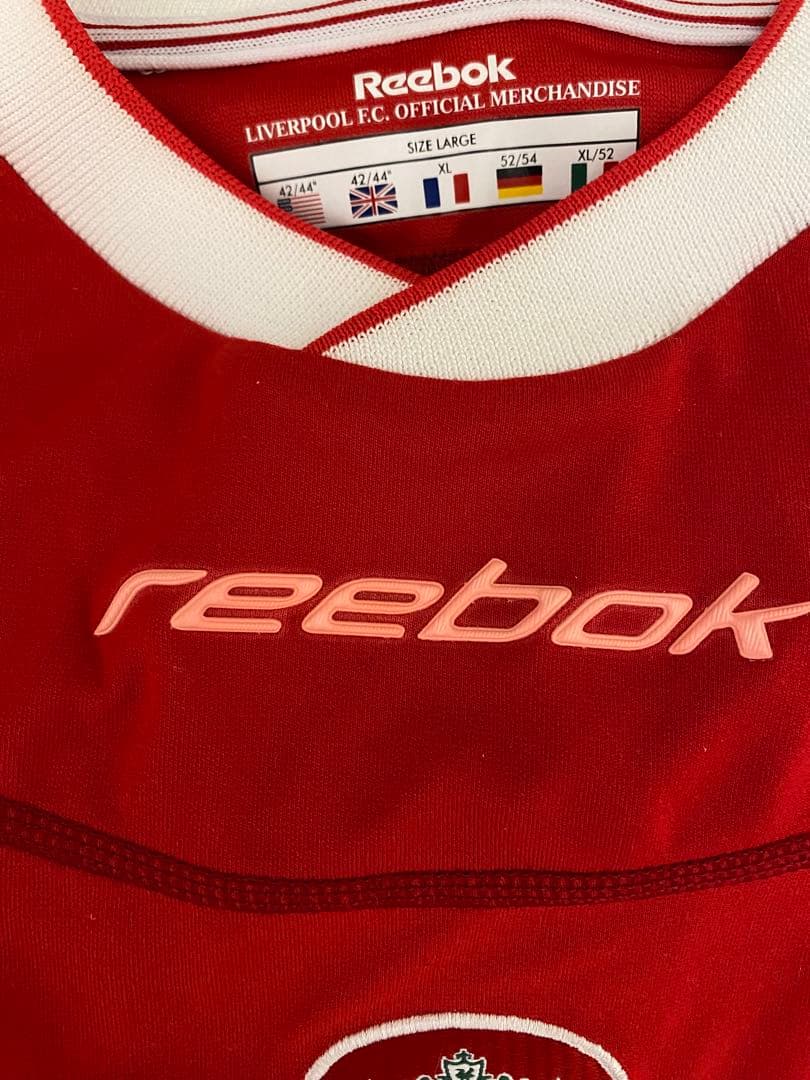 Reebok
LIVERPOOL F.C. OFFICIAL MERCHANDISE
SIZE LARGE
42/44" 42/44" XL 52/54 XL/52
reebok